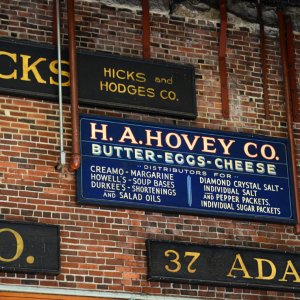 CKS
HICKS AND
HODGES CO.
H. A. HOVEY CO.
BUTTER-EGGS-CHEESE
DISTRIBUTORS FOR
CREAMO - MARGARINE
HOWELL'S - SOUP BASES
DURKEE'S - SHORTENINGS
AND SALAD OILS
DIAMOND CRYSTAL SALT -
INDIVIDUAL SALT
AND PEPPER PACKETS,
INDIVIDUAL SUGAR PACKETS
O.
37 ADA